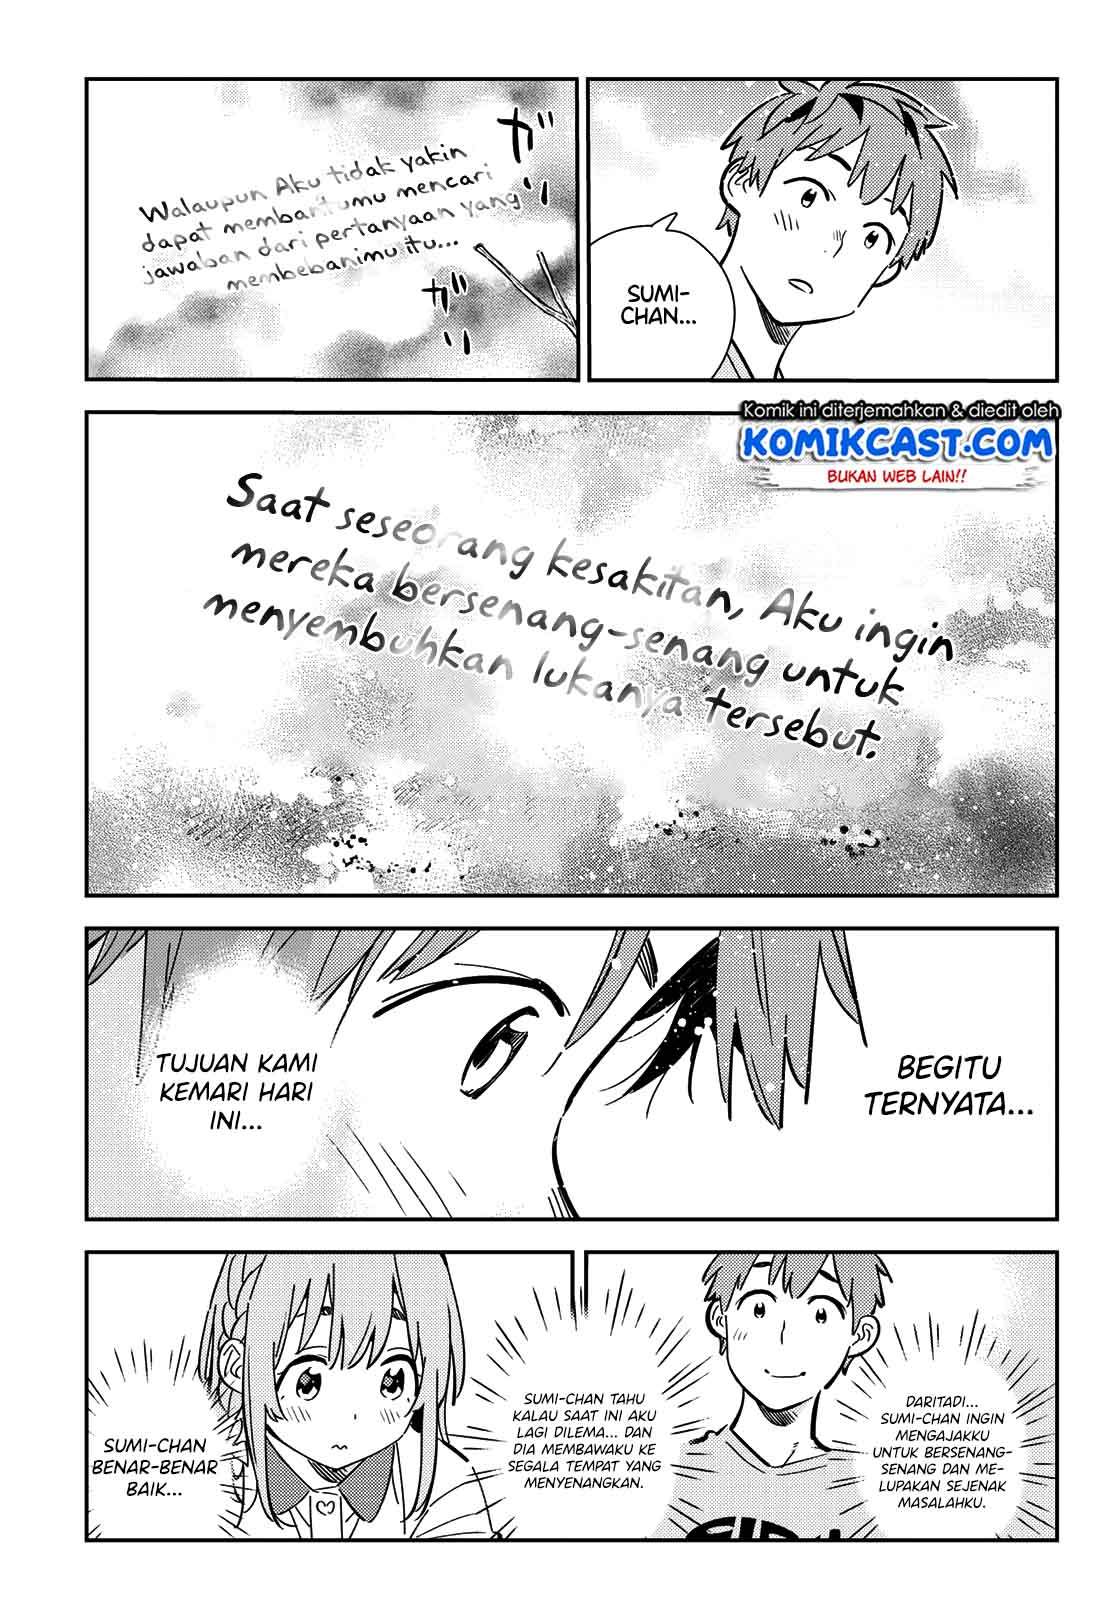 SUMI-
CHAN...
Walaupun Aku tidak yakin
dapat membantumu mencari
jawaban dari pertanyaan yang
membebanimu itu...
ガ
リ
ガ
リ
Komik ini diterjemahkan & diedit oleh
KOMIKCAST.COM
BUKAN WEB LAIN!!
Saat seseorang kesakitan, Aku ingin
mereka bersenang-senang untuk
menyembuhkan lukanya tersebut.
BEGITU
TERNYATA...
TUJUAN KAMI
KEMARI HARI
INI...
DARITADI...
SUMI-CHAN INGIN
MENGAJAKKU
UNTUK BERSENANG-
SENANG DAN ME-
LUPAKAN SEJENAK
MASALAHKU.
SUMI-CHAN TAHU
KALAU SAAT INI AKU
LAGI DILEMA... DAN
DIA MEMBAWAKU KE
SEGALA TEMPAT YANG
MENYENANGKAN.
SUMI-CHAN
BENAR-BENAR
BAIK...